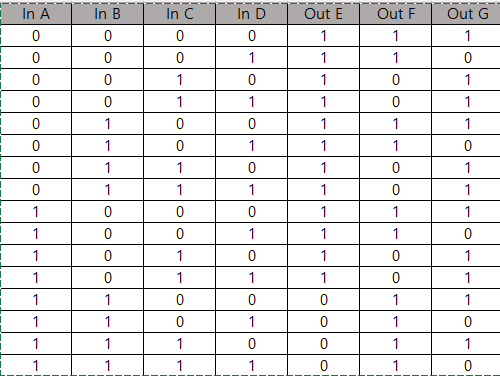 In A In B In C In D Out E Out F Out G
0 0 0 0 1 1 1
0 0 0 1 1 1 0
0 0 1 0 1 0 1
0 0 1 1 1 0 1
0 1 0 0 1 1 1
0 1 0 1 1 1 0
0 1 1 0 1 0 1
0 1 1 1 1 0 1
1 0 0 0 1 1 1
1 0 0 1 1 1 0
1 0 1 0 1 0 1
1 0 1 1 1 0 1
1 1 0 0 0 1 1
1 1 0 1 0 1 0
1 1 1 0 0 1 1
1 1 1 1 0 1 0